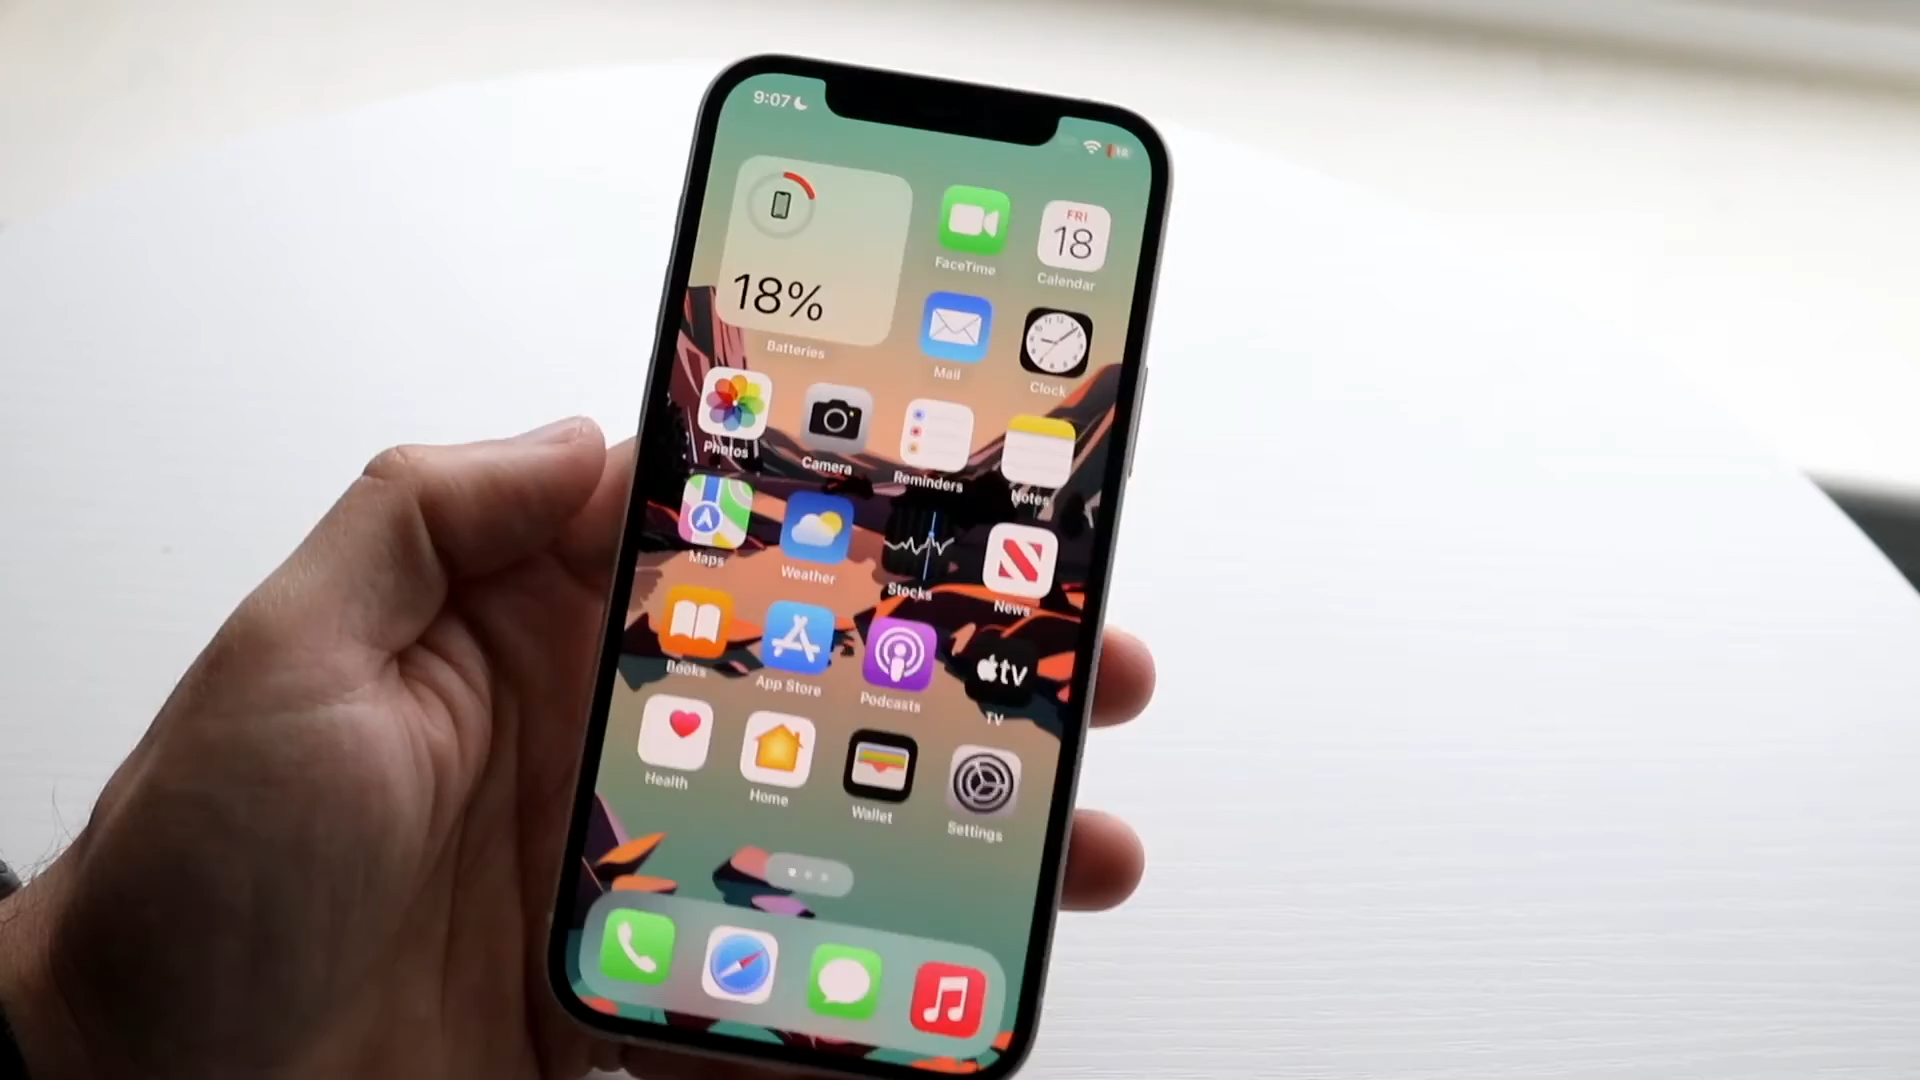 9:07
18
18%
Batteries
FaceTime
FRI
18
Calendar
Mail
Clock
Photos
Camera
Reminders
Notes
Maps
Weather
Stocks
News
Books
App Store
Podcasts
tv
TV
Health
Home
Wallet
Settings